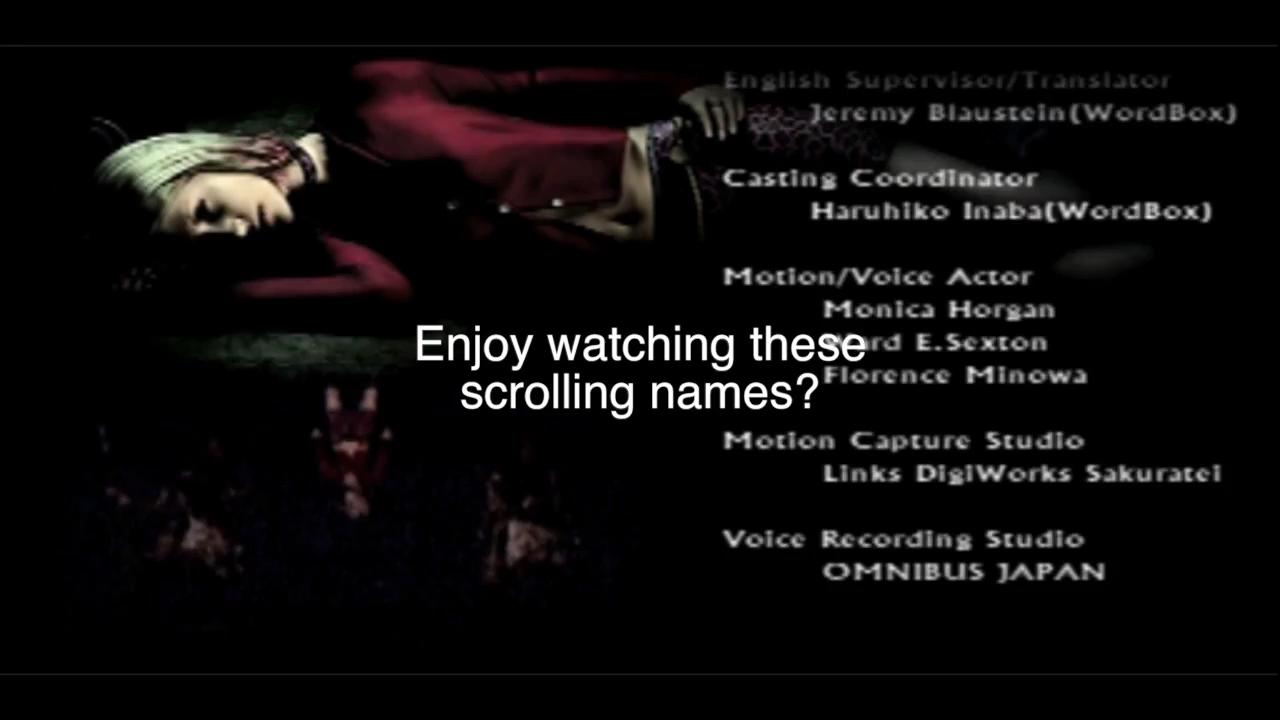 English Supervisor/Translator
Jeremy Blaustein(WordBox)
Casting Coordinator
Haruhiko Inaba(WordBox)
Motion/Voice Actor
Monica Horgan
Ward E.Sexton
Florence Minowa
Enjoy watching these
scrolling names?
Motion Capture Studio
Links DigiWorks Sakuratei
Voice Recording Studio
OMNIBUS JAPAN